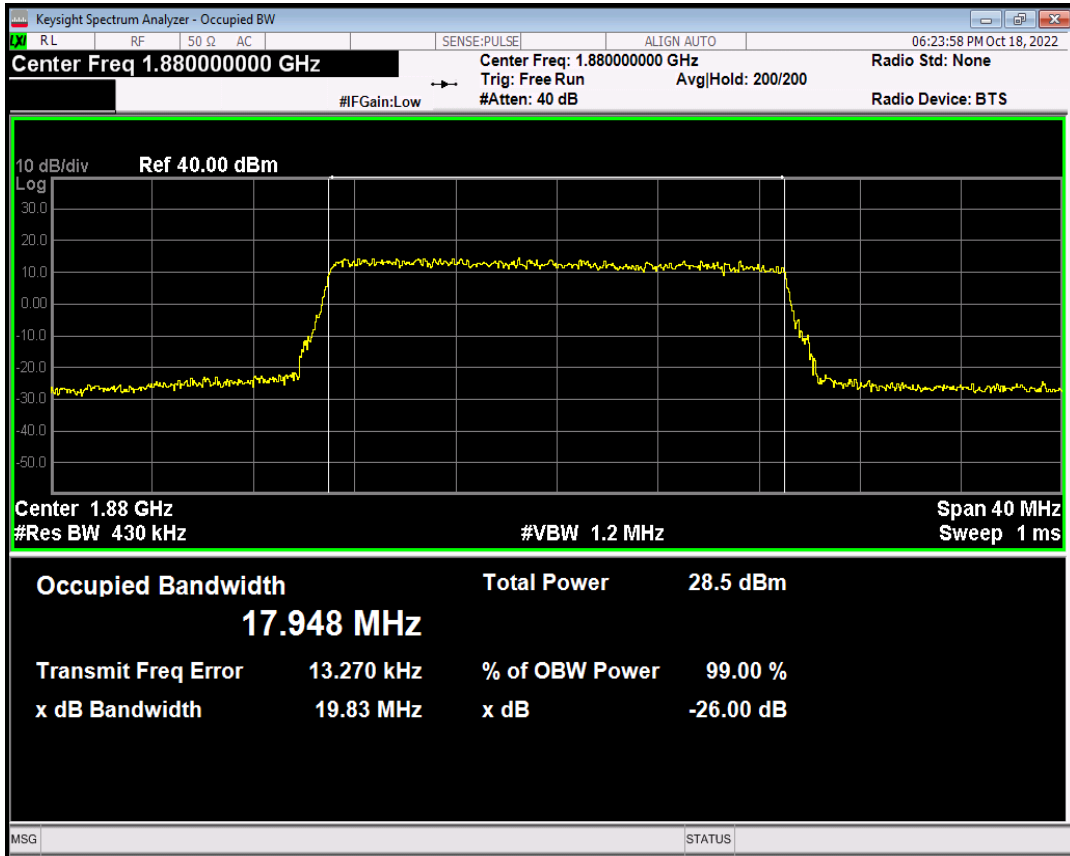 Keysight Spectrum Analyzer - Occupied BW
LXI RL RF 50 Ω AC SENSE:PULSE ALIGN AUTO 06:23:58 PM Oct 18, 2022
Center Freq 1.880000000 GHz Center Freq: 1.880000000 GHz Radio Std: None
Trig: Free Run Avg|Hold: 200/200
#IFGain:Low #Atten: 40 dB Radio Device: BTS
10 dB/div Ref 40.00 dBm
Log
30.0
20.0
10.0
0.00
-10.0
-20.0
-30.0
-40.0
-50.0
Center 1.88 GHz Span 40 MHz
#Res BW 430 kHz #VBW 1.2 MHz Sweep 1 ms
Occupied Bandwidth Total Power 28.5 dBm
17.948 MHz
Transmit Freq Error 13.270 kHz % of OBW Power 99.00 %
x dB Bandwidth 19.83 MHz x dB -26.00 dB
MSG STATUS